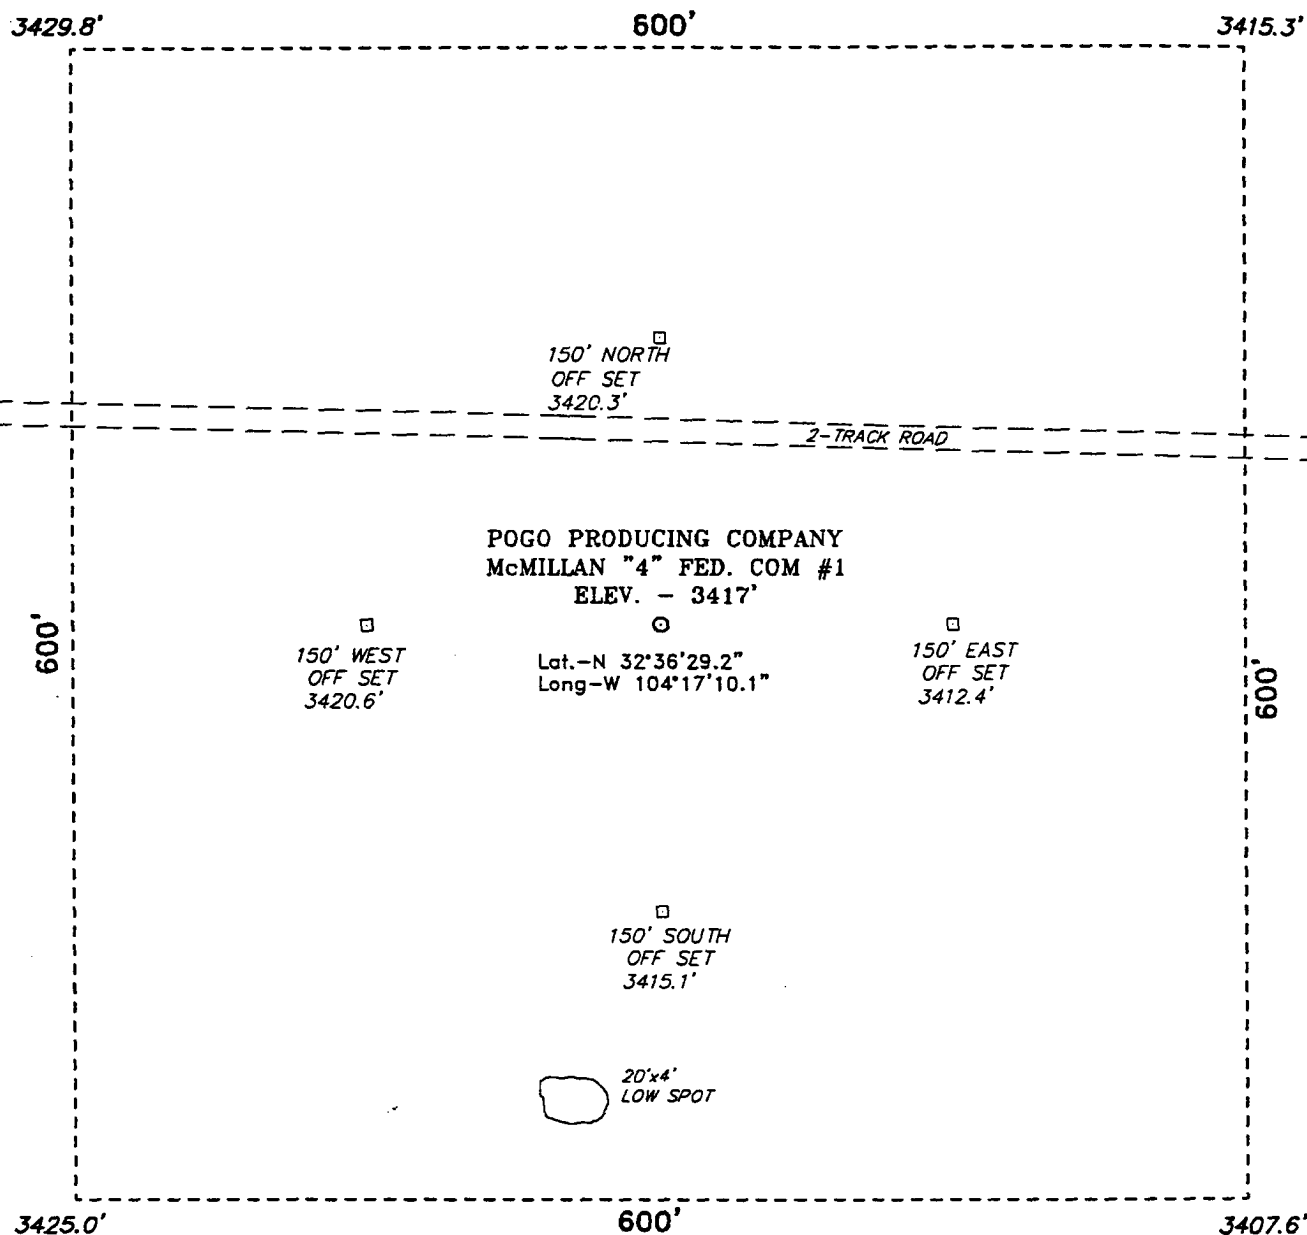 3429.8'
600'
3415.3'
150' NORTH
OFF SET
3420.3'
2-TRACK ROAD
POGO PRODUCING COMPANY
McMILLAN "4" FED. COM #1
ELEV. - 3417'
600'
150' WEST
OFF SET
3420.6'
Lat.-N 32°36'29.2"
Long-W 104°17'10.1"
150' EAST
OFF SET
3412.4'
600'
150' SOUTH
OFF SET
3415.1'
20'x4'
LOW SPOT
3425.0'
600'
3407.6'